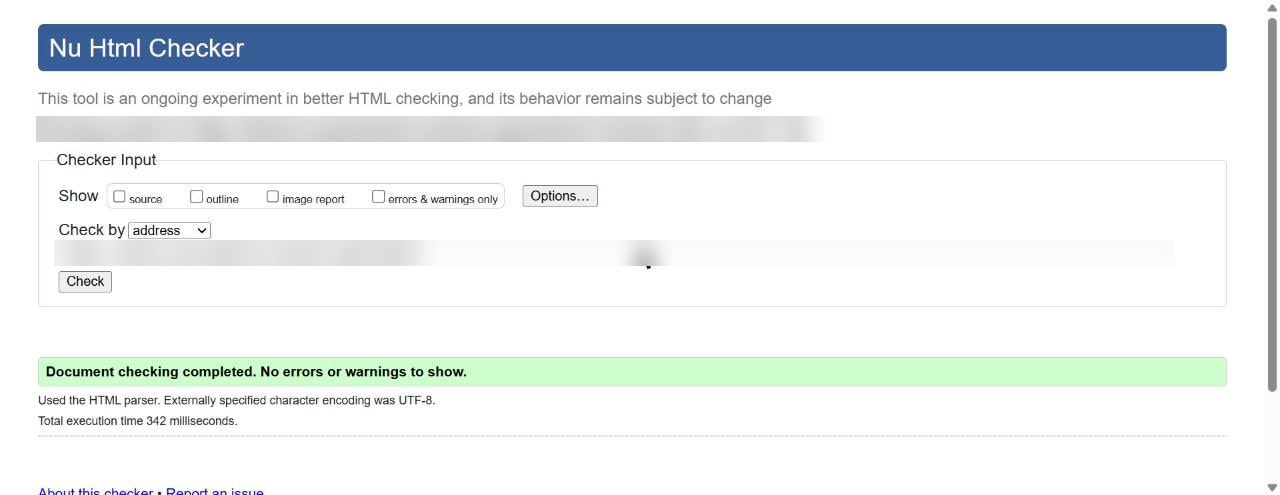 Nu Html Checker
This tool is an ongoing experiment in better HTML checking, and its behavior remains subject to change
Checker Input
Show source outline image report errors & warnings only Options...
Check by address
Check
Document checking completed. No errors or warnings to show.
Used the HTML parser. Externally specified character encoding was UTF-8.
Total execution time 342 milliseconds.
About this checker • Report an issue